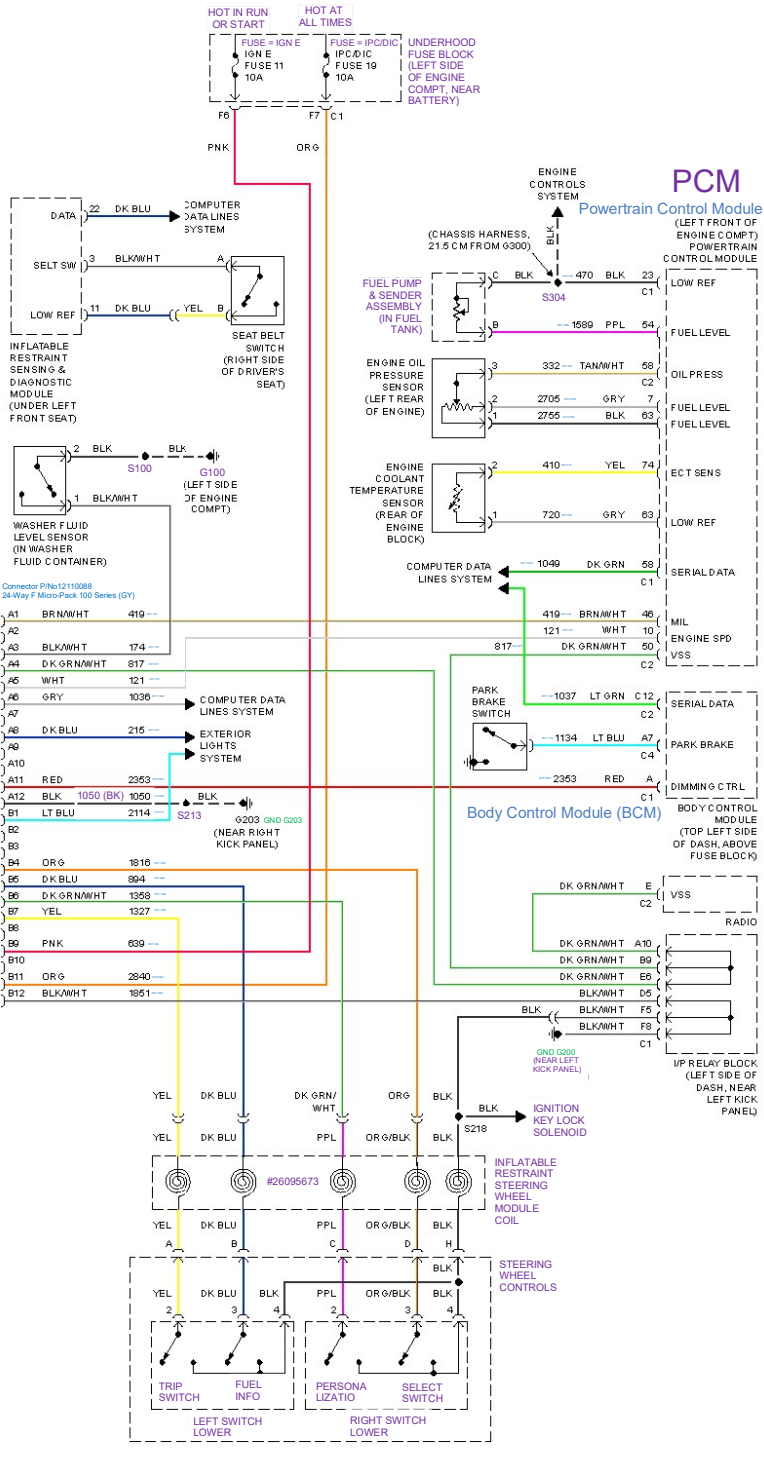 HOT IN RUN
OR START
HOT AT
ALL TIMES
FUSE = IGN E
IGN E
FUSE 11
10A
FUSE = IPC/DIC
IPC/DIC
FUSE 19
10A
UNDERHOOD
FUSE BLOCK
(LEFT SIDE
OF ENGINE
COMPT, NEAR
BATTERY)
F6
F7
C1
PNK
ORG
DATA
22
DK BLU
COMPUTER
DATA LINES
SYSTEM
SELT SW
3
BLK/WHT
A
LOW REF
11
DK BLU
YEL
B
INFLATABLE
RESTRAINT
SENSING &
DIAGNOSTIC
MODULE
(UNDER LEFT
FRONT SEAT)
SEAT BELT
SWITCH
(RIGHT SIDE
OF DRIVER'S
SEAT)
2
BLK
BLK
S100
G100
(LEFT SIDE
OF ENGINE
COMPT)
1
BLK/WHT
WASHER FLUID
LEVEL SENSOR
(IN WASHER
FLUID CONTAINER)
ENGINE
CONTROLS
SYSTEM
BLK
PCM
Powertrain Control Module
(LEFT FRONT OF
ENGINE COMPT)
POWERTRAIN
CONTROL MODULE
(CHASSIS HARNESS,
21.5 CM FROM G300)
FUEL PUMP
& SENDER
ASSEMBLY
(IN FUEL
TANK)
C
BLK
470
BLK
23
LOW REF
S304
C1
B
1589
PPL
54
FUEL LEVEL
ENGINE OIL
PRESSURE
SENSOR
(LEFT REAR
OF ENGINE)
3
332
TAN/WHT
58
OIL PRESS
C2
2
2705
GRY
7
FUEL LEVEL
1
2755
BLK
63
FUEL LEVEL
ENGINE
COOLANT
TEMPERATURE
SENSOR
(REAR OF
ENGINE
BLOCK)
2
410
YEL
74
ECT SENS
1
720
GRY
63
LOW REF
COMPUTER DATA
LINES SYSTEM
1049
DK GRN
58
SERIAL DATA
C1
419
BRN/WHT
46
MIL
121
WHT
10
ENGINE SPD
817
DK GRN/WHT
50
VSS
C2
Connector P/No12110088
24-Way F Micro-Pack 100 Series (GY)
A1
BRN/WHT
419
A2
A3
BLK/WHT
174
A4
DK GRN/WHT
817
A5
WHT
121
A6
GRY
1036
COMPUTER DATA
LINES SYSTEM
A7
A8
DK BLU
215
EXTERIOR
LIGHTS
SYSTEM
A9
A10
A11
RED
2353
A12
BLK
1050 (BK)
1050
BLK
S213
G203
GND G203
(NEAR RIGHT
KICK PANEL)
B1
LT BLU
2114
B2
B3
B4
ORG
1816
B5
DK BLU
894
B6
DK GRN/WHT
1358
B7
YEL
1327
B8
B9
PNK
639
B10
B11
ORG
2840
B12
BLK/WHT
1851
PARK
BRAKE
SWITCH
1037
LT GRN
C12
SERIAL DATA
C2
1134
LT BLU
A7
PARK BRAKE
C4
2353
RED
A
DIMMING CTRL
C1
Body Control Module (BCM)
BODY CONTROL
MODULE
(TOP LEFT SIDE
OF DASH, ABOVE
FUSE BLOCK)
DK GRN/WHT
E
VSS
C2
RADIO
DK GRN/WHT
A10
DK GRN/WHT
B9
DK GRN/WHT
E6
BLK/WHT
D5
BLK
BLK/WHT
F5
BLK/WHT
F8
C1
GND G200
(NEAR LEFT
KICK PANEL)
I/P RELAY BLOCK
(LEFT SIDE OF
DASH, NEAR
LEFT KICK
PANEL)
YEL
DK BLU
DK GRN/
WHT
ORG
BLK
BLK
S218
IGNITION
KEY LOCK
SOLENOID
YEL
DK BLU
PPL
ORG/BLK
BLK
#26095673
INFLATABLE
RESTRAINT
STEERING
WHEEL
MODULE
COIL
YEL
DK BLU
PPL
ORG/BLK
BLK
A
B
C
D
H
STEERING
WHEEL
CONTROLS
BLK
YEL
DK BLU
BLK
PPL
ORG/BLK
BLK
2
3
4
2
3
4
TRIP
SWITCH
FUEL
INFO
PERSONA
LIZATIO
SELECT
SWITCH
LEFT SWITCH
LOWER
RIGHT SWITCH
LOWER